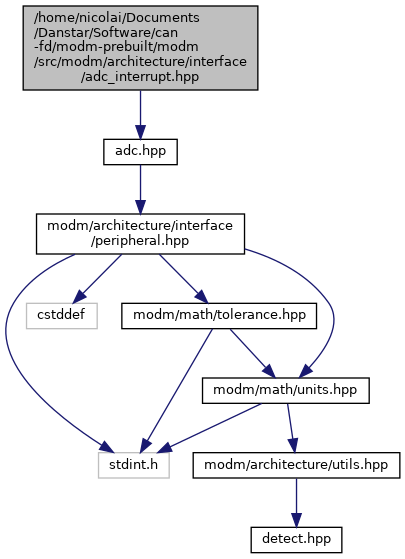 /home/nicolai/Documents
/Danstar/Software/can
-fd/modm-prebuilt/modm
/src/modm/architecture/interface
/adc_interrupt.hpp
adc.hpp
modm/architecture/interface
/peripheral.hpp
cstddef
modm/math/tolerance.hpp
modm/math/units.hpp
stdint.h
modm/architecture/utils.hpp
detect.hpp